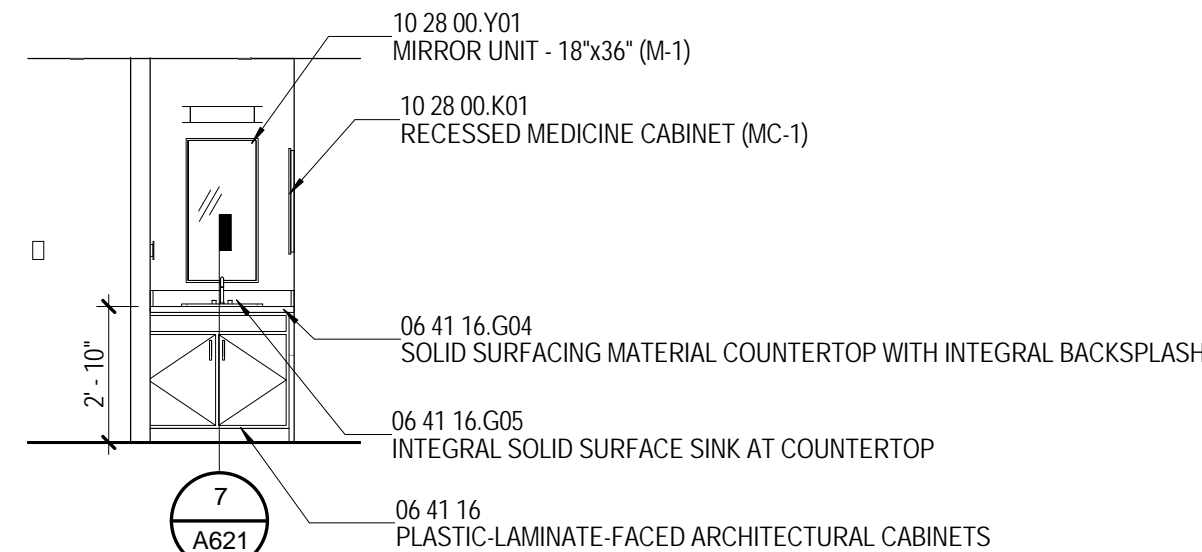 10 28 00.Y01
MIRROR UNIT - 18"x36" (M-1)
10 28 00.K01
RECESSED MEDICINE CABINET (MC-1)
06 41 16.G04
SOLID SURFACING MATERIAL COUNTERTOP WITH INTEGRAL BACKSPLASH
2' - 10"
06 41 16.G05
INTEGRAL SOLID SURFACE SINK AT COUNTERTOP
06 41 16
PLASTIC-LAMINATE-FACED ARCHITECTURAL CABINETS
7
A621